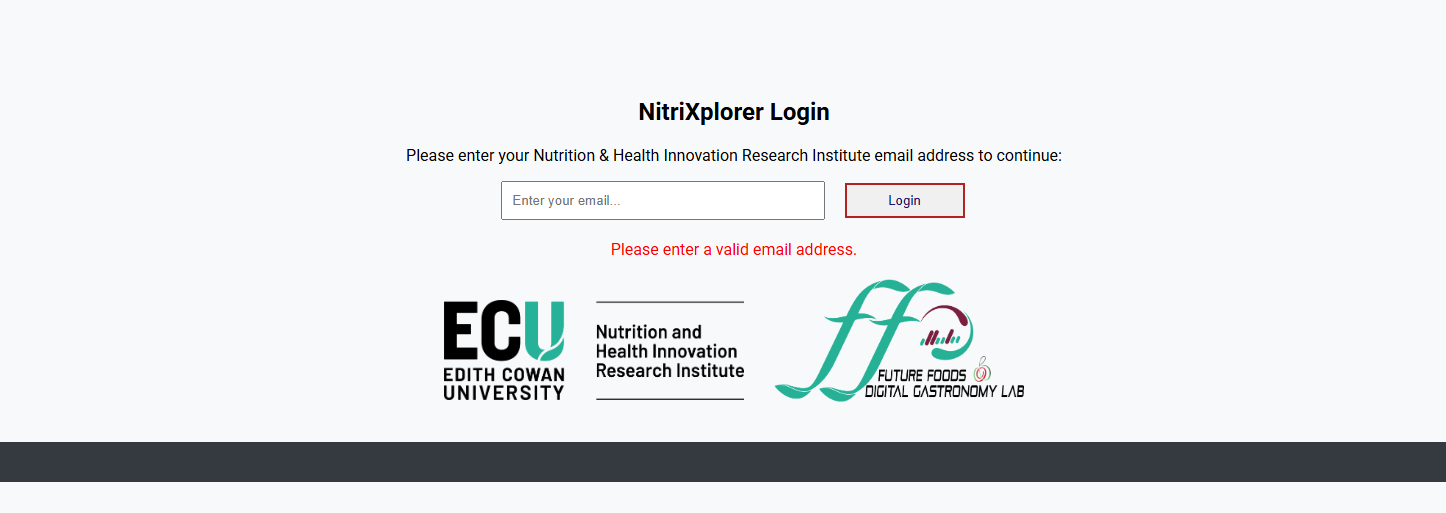 NitriXplorer Login
Please enter your Nutrition & Health Innovation Research Institute email address to continue:
Enter your email...
Login
Please enter a valid email address.
ECU
EDITH COWAN
UNIVERSITY
Nutrition and
Health Innovation
Research Institute
ff
FUTURE FOODS
DIGITAL GASTRONOMY LAB